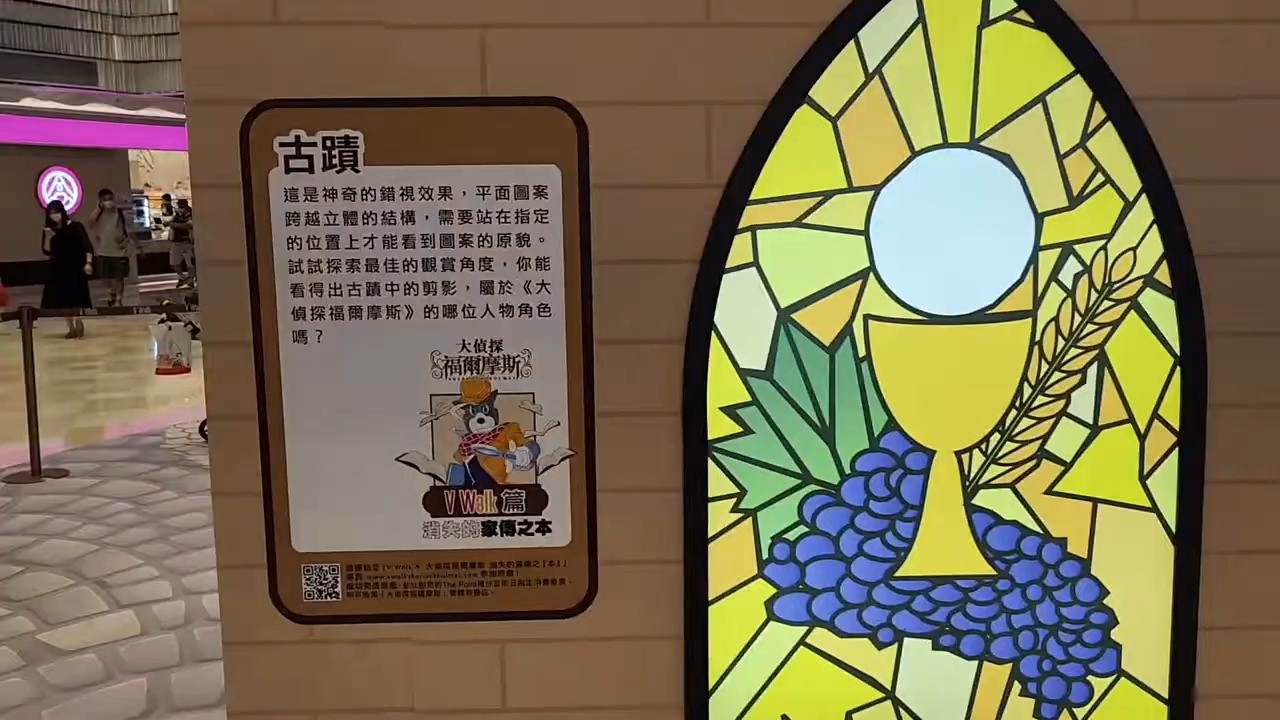 古蹟
這是神奇的錯視效果，平面圖案
跨越立體的結構，需要站在指定
的位置上才能看到圖案的原貌。
試試探索最佳的觀賞角度，你能
看得出古蹟中的剪影，屬於《大
偵探福爾摩斯》的哪位人物角色
嗎？
大偵探
福爾摩斯
V Walk 篇
消失的家傳之本